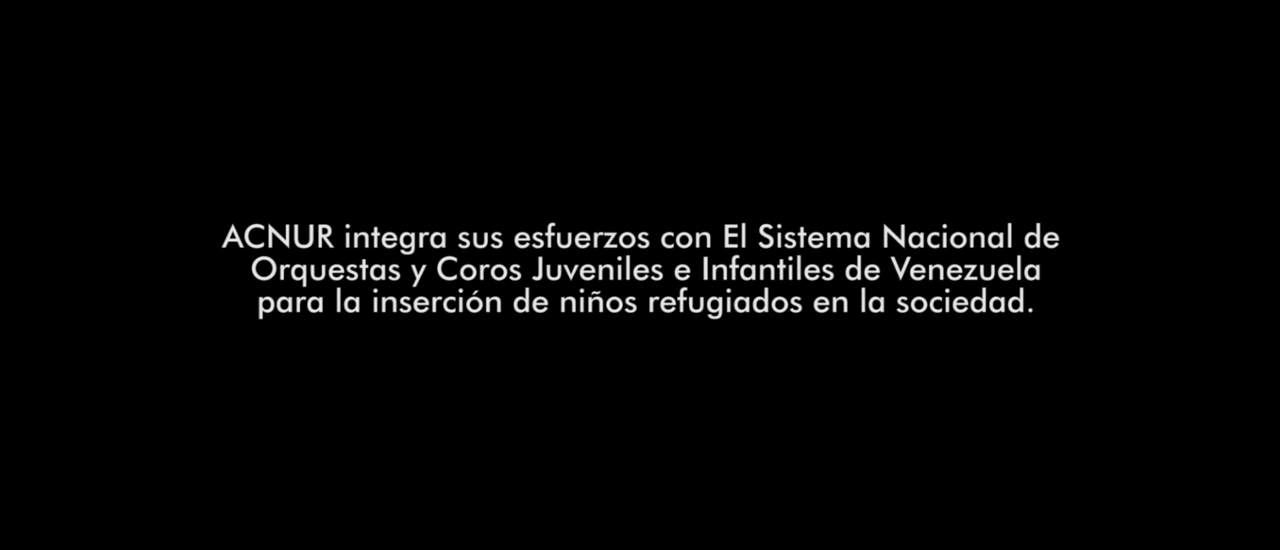 ACNUR integra sus esfuerzos con El Sistema Nacional de
Orquestas y Coros Juveniles e Infantiles de Venezuela
para la inserción de niños refugiados en la sociedad.